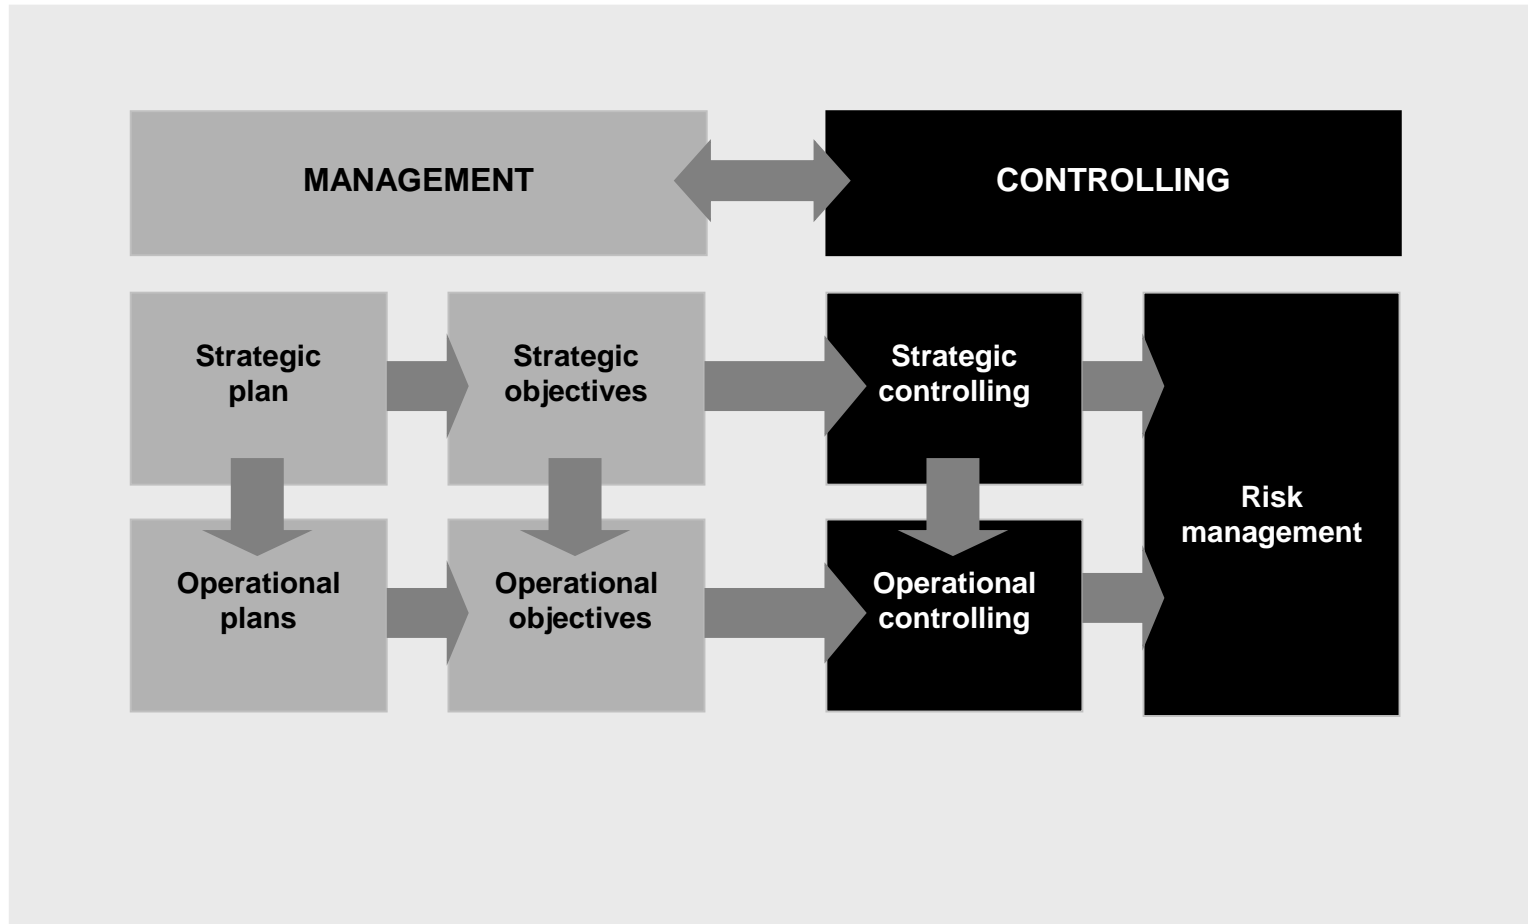 MANAGEMENT
CONTROLLING
Strategic
plan
Strategic
objectives
Strategic
controlling
Risk
management
Operational
plans
Operational
objectives
Operational
controlling